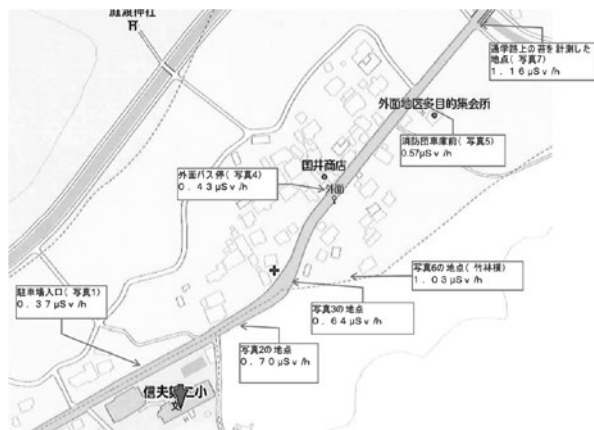 鹿島神社
通学路上の苔を計測した
地点(写真7)
1.16μSv/h
外面地区多目的集会所
消防団車庫前(写真5)
0.57μSv/h
国井商店
外面バス停(写真4)
0.43μSv/h
外面
写真6の地点(竹林横)
1.03μSv/h
駐車場入口(写真1)
0.37μSv/h
写真3の地点
0.64μSv/h
写真2の地点
0.70μSv/h
信夫第二小
文